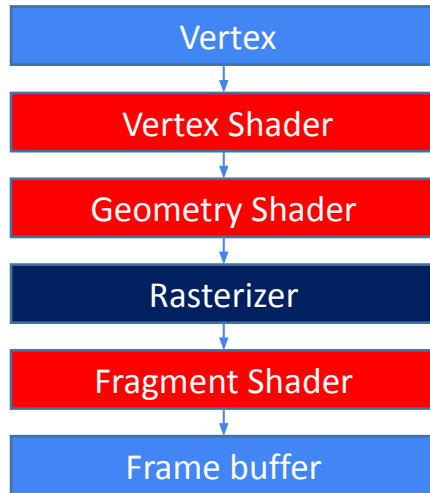 Vertex
Vertex Shader
Geometry Shader
Rasterizer
Fragment Shader
Frame buffer